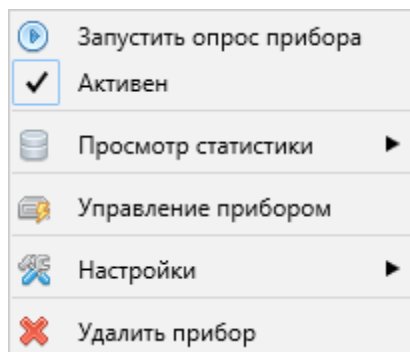 Запустить опрос прибора
Активен
Просмотр статистики
Управление прибором
Настройки
Удалить прибор